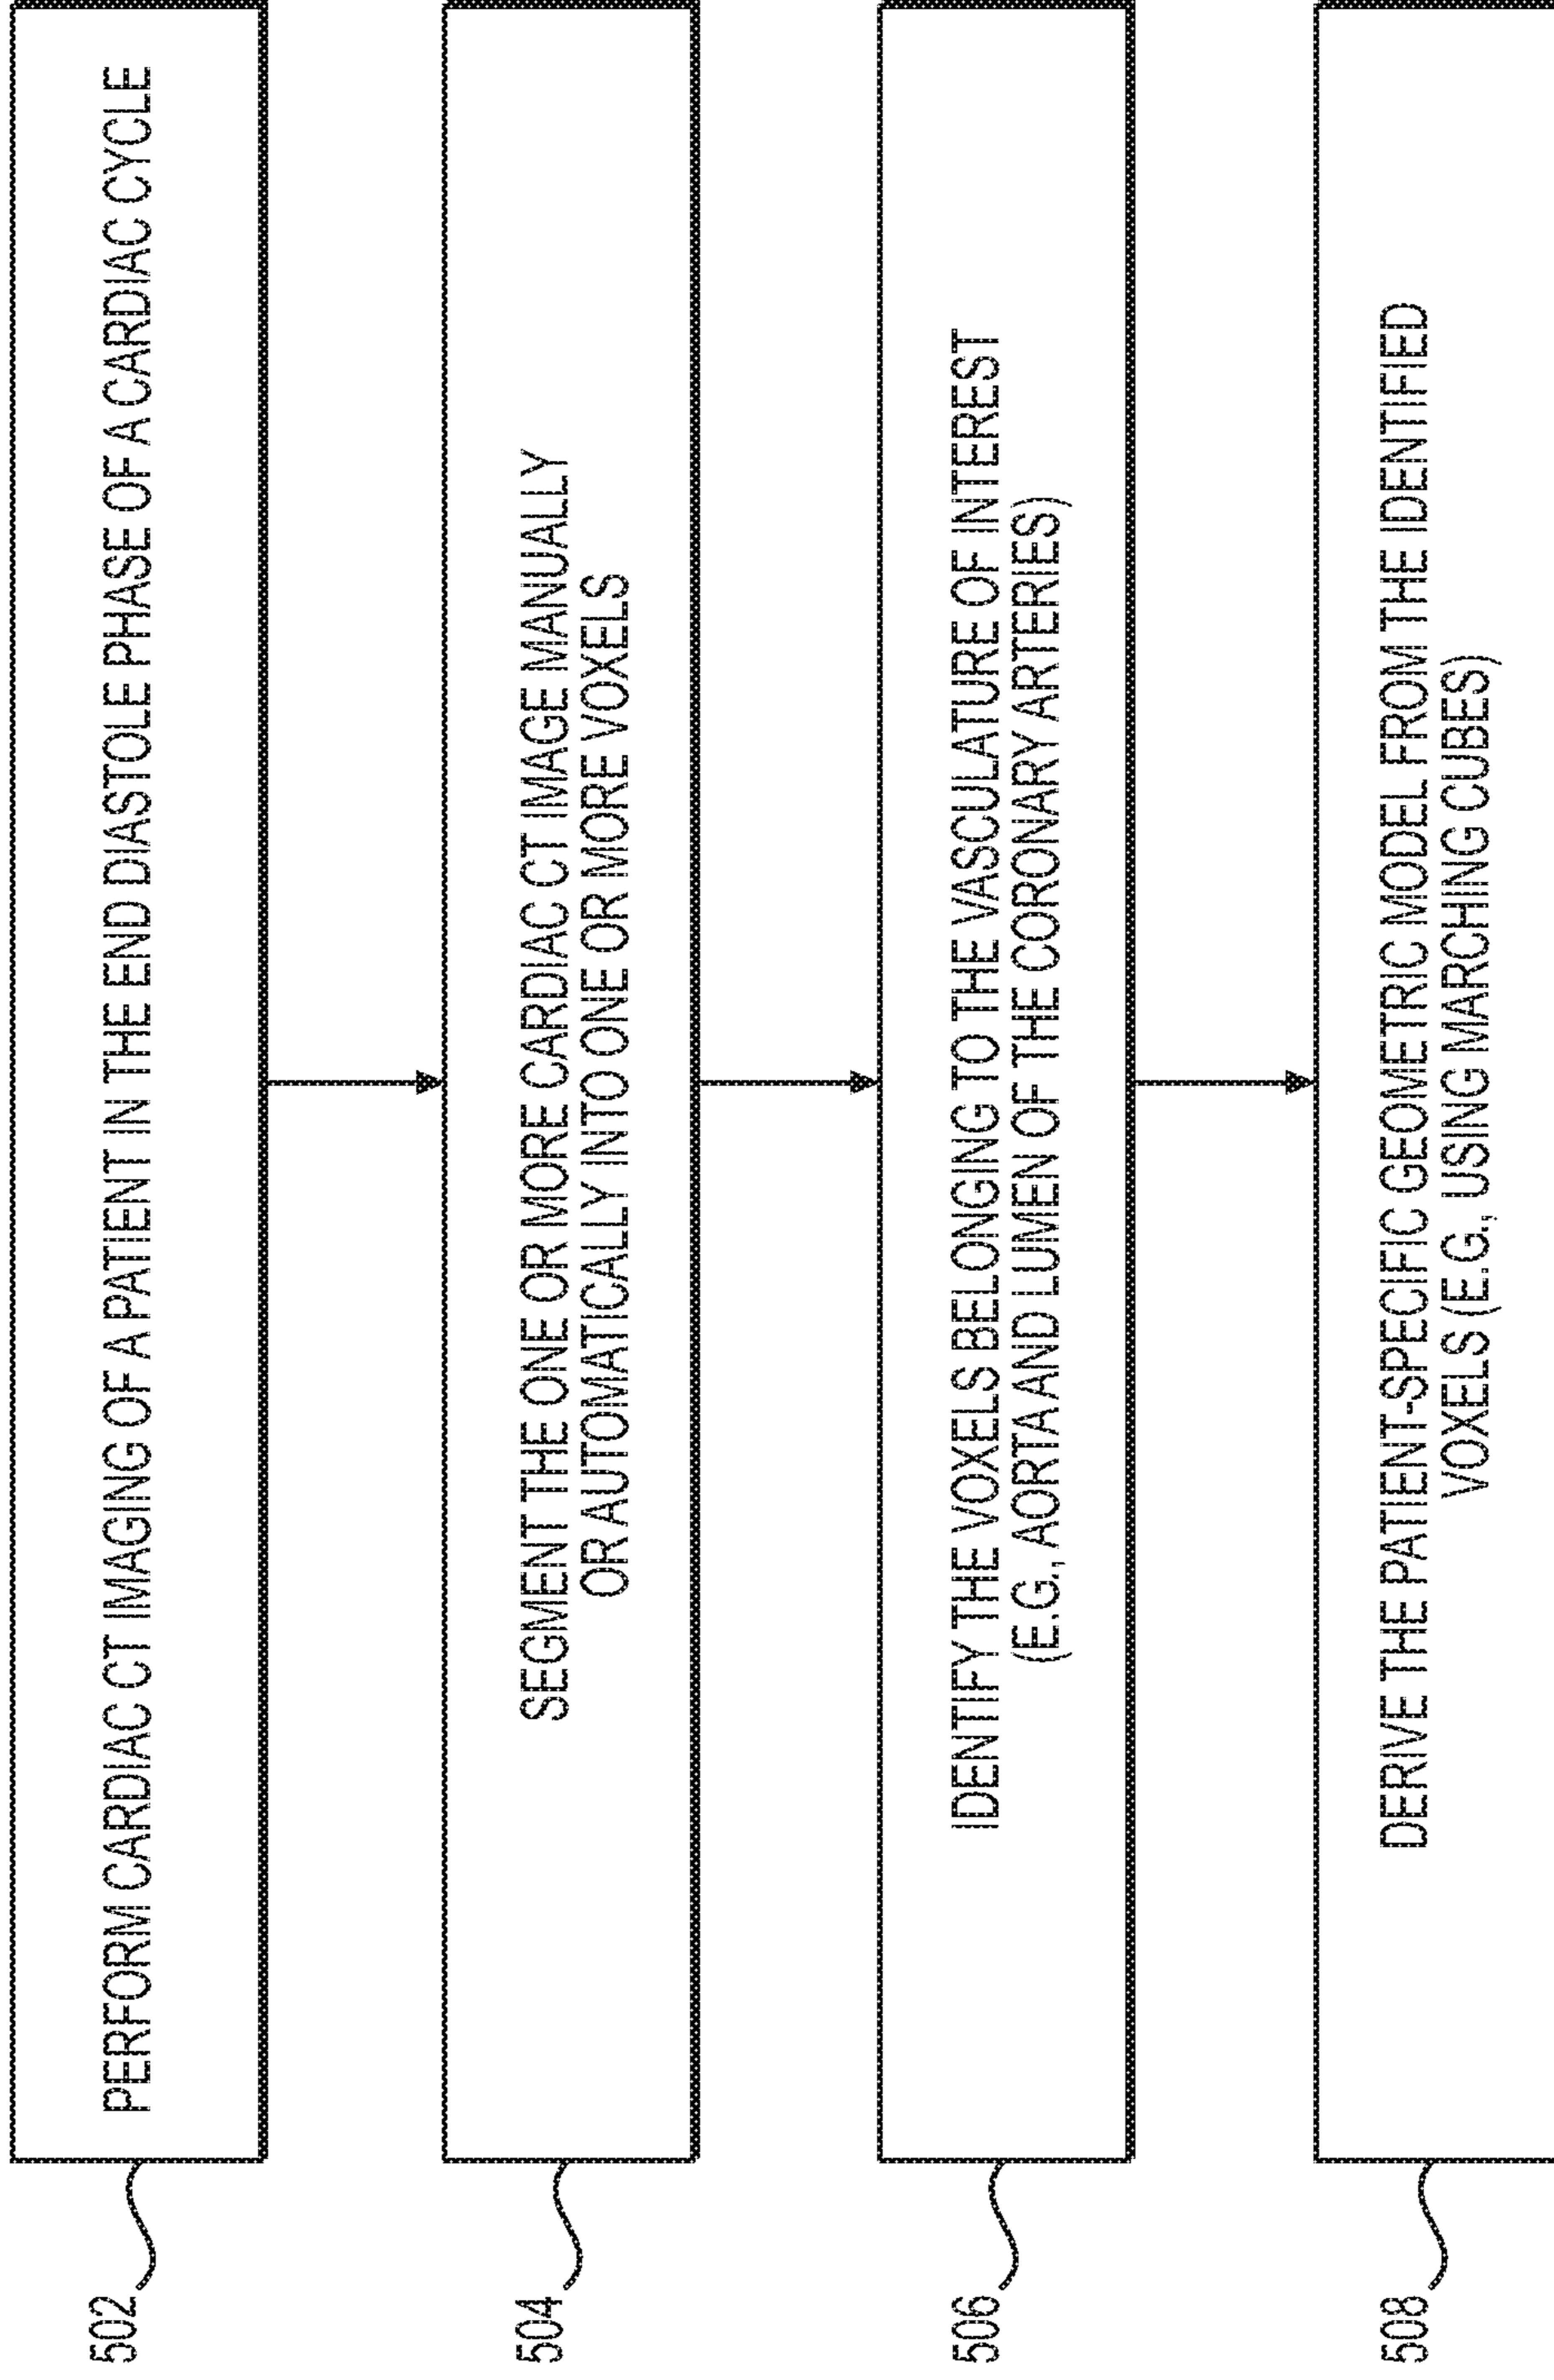 502
PERFORM CARDIAC CT IMAGING OF A PATIENT IN THE END DIASTOLE PHASE OF A CARDIAC CYCLE
504
SEGMENT THE ONE OR MORE CARDIAC CT IMAGE MANUALLY
OR AUTOMATICALLY INTO ONE OR MORE VOXELS
506
IDENTIFY THE VOXELS BELONGING TO THE VASCULATURE OF INTEREST
(E.G., AORTA AND LUMEN OF THE CORONARY ARTERIES)
508
DERIVE THE PATIENT-SPECIFIC GEOMETRIC MODEL FROM THE IDENTIFIED
VOXELS (E.G., USING MARCHING CUBES)